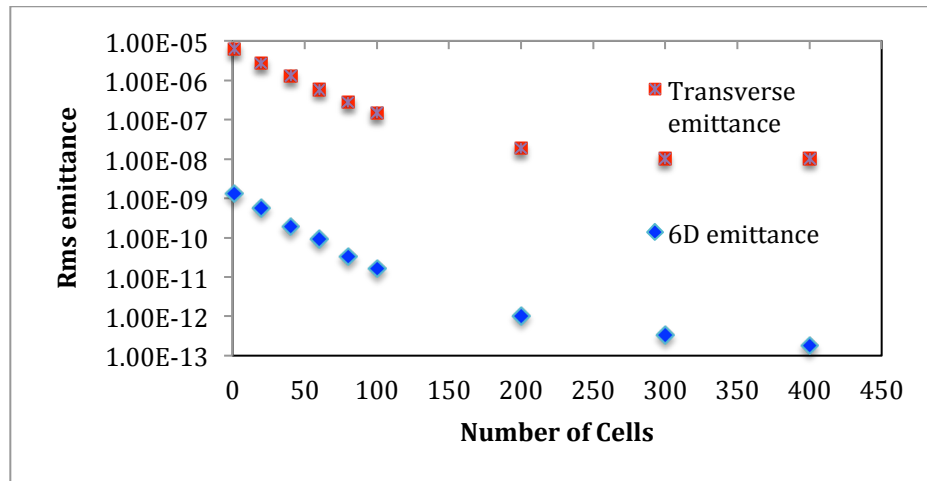 1.00E-05
1.00E-06
1.00E-07
1.00E-08
1.00E-09
1.00E-10
1.00E-11
1.00E-12
1.00E-13
Rms emittance
Transverse
emittance
6D emittance
0 50 100 150 200 250 300 350 400 450
Number of Cells